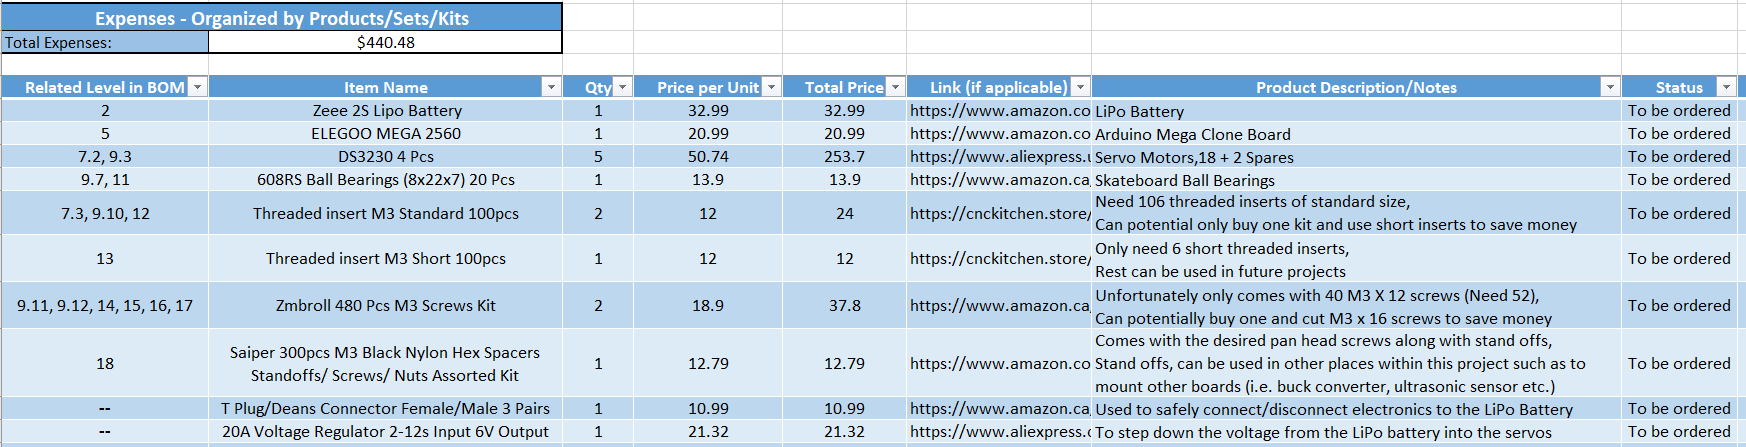 Expenses - Organized by Products/Sets/Kits
Total Expenses: $440.48
Related Level in BOM Item Name Qty Price per Unit Total Price Link (if applicable) Product Description/Notes Status
2 Zeee 2S Lipo Battery 1 32.99 32.99 https://www.amazon.co LiPo Battery To be ordered
5 ELEGOO MEGA 2560 1 20.99 20.99 https://www.amazon.co Arduino Mega Clone Board To be ordered
7.2, 9.3 DS3230 4 Pcs 5 50.74 253.7 https://www.aliexpress.u Servo Motors,18 + 2 Spares To be ordered
9.7, 11 608RS Ball Bearings (8x22x7) 20 Pcs 1 13.9 13.9 https://www.amazon.ca Skateboard Ball Bearings To be ordered
7.3, 9.10, 12 Threaded insert M3 Standard 100pcs 2 12 24 https://cnckitchen.store/ Need 106 threaded inserts of standard size,
Can potential only buy one kit and use short inserts to save money To be ordered
13 Threaded insert M3 Short 100pcs 1 12 12 https://cnckitchen.store/ Only need 6 short threaded inserts,
Rest can be used in future projects To be ordered
9.11, 9.12, 14, 15, 16, 17 Zmbroll 480 Pcs M3 Screws Kit 2 18.9 37.8 https://www.amazon.ca Unfortunately only comes with 40 M3 X 12 screws (Need 52),
Can potentially buy one and cut M3 x 16 screws to save money To be ordered
18 Saiper 300pcs M3 Black Nylon Hex Spacers
Standoffs/ Screws/ Nuts Assorted Kit 1 12.79 12.79 https://www.amazon.co Comes with the desired pan head screws along with stand offs,
Stand offs, can be used in other places within this project such as to
mount other boards (i.e. buck converter, ultrasonic sensor etc.) To be ordered
-- T Plug/Deans Connector Female/Male 3 Pairs 1 10.99 10.99 https://www.amazon.ca Used to safely connect/disconnect electronics to the LiPo Battery To be ordered
-- 20A Voltage Regulator 2-12s Input 6V Output 1 21.32 21.32 https://www.aliexpress.c To step down the voltage from the LiPo battery into the servos To be ordered